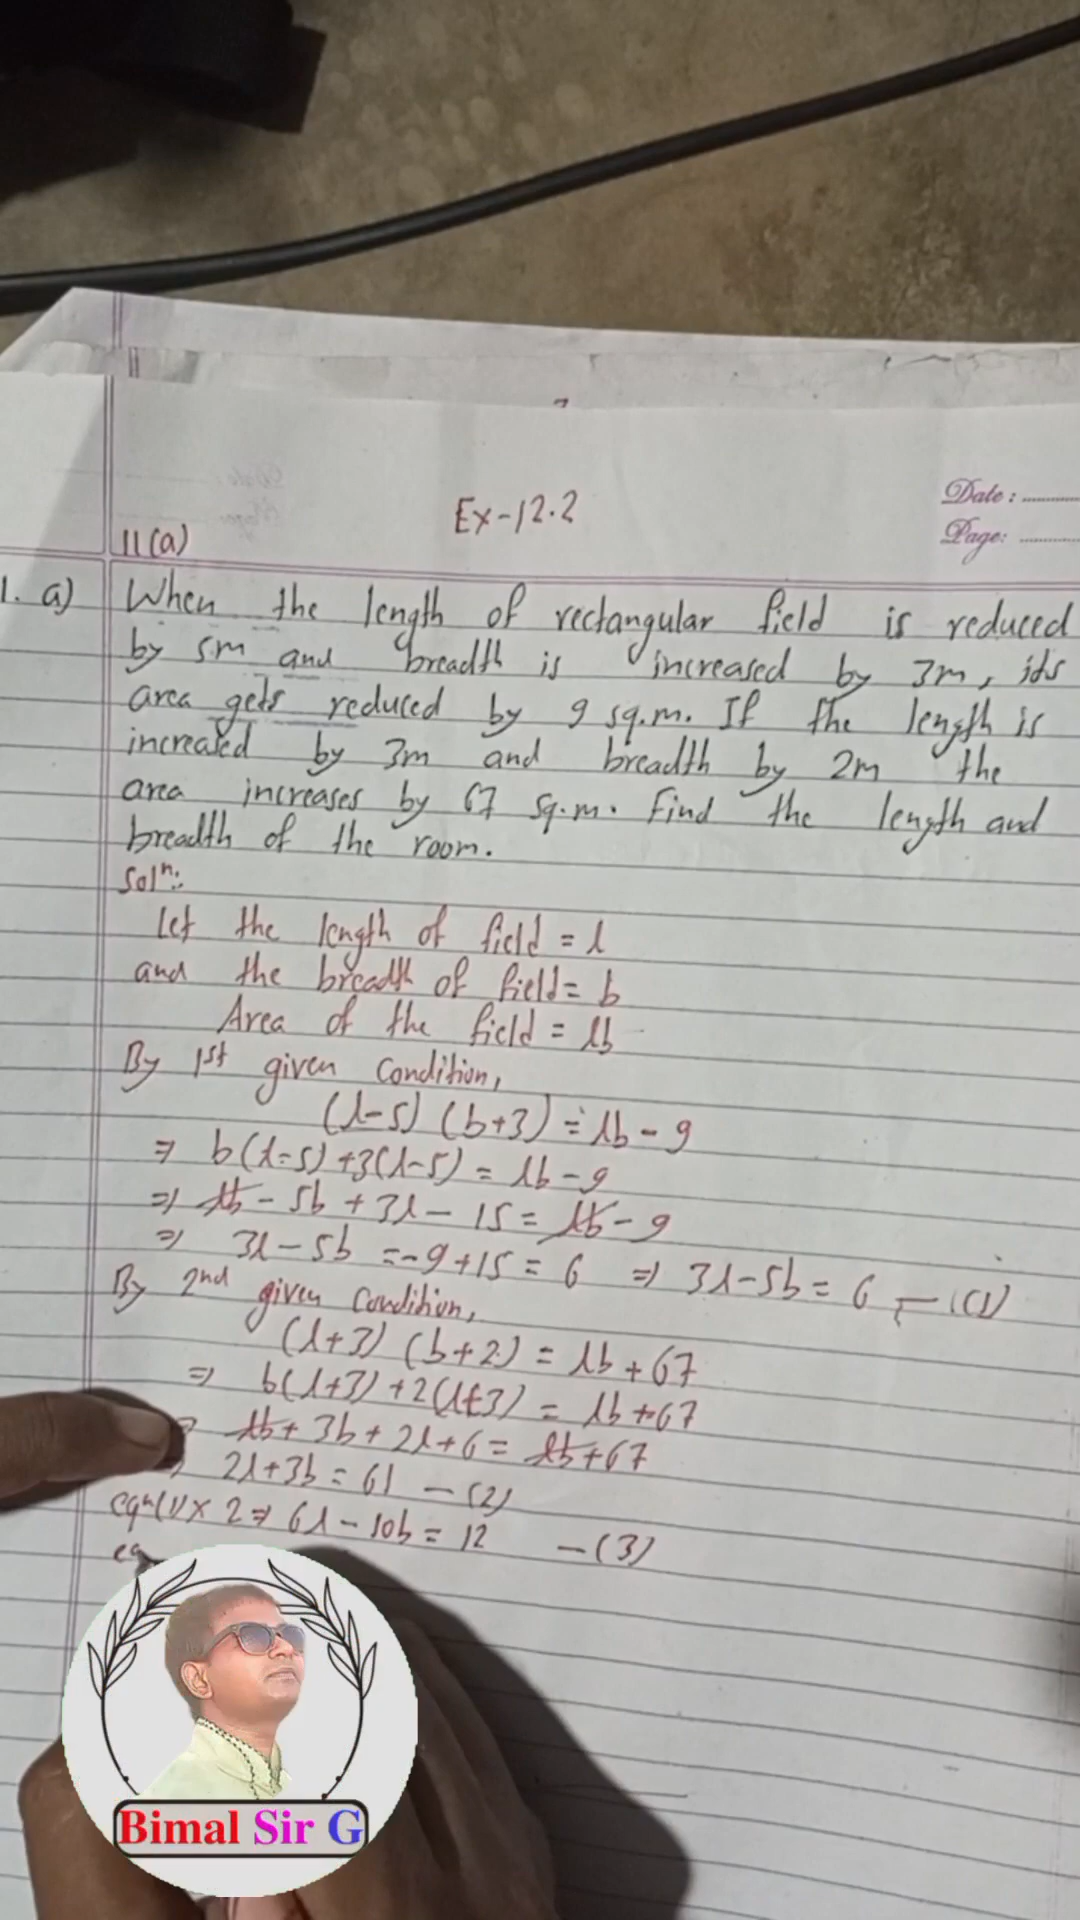 Ex-12.2
Date :
Page:
11(a)
1. a) When the length of rectangular field is reduced
by 5m and breadth is increased by 3m, its
area gets reduced by 9 sq.m. If the length is
increased by 3m and breadth by 2m the
area increases by 67 sq.m. Find the length and
breadth of the room.
Solⁿ:
Let the length of field = l
and the breadth of field = b
Area of the field = lb
By 1st given condition,
(l-5) (b+3) = lb - 9
⇒ b(l-5) +3(l-5) = lb - 9
⇒ lb - 5b + 3l - 15 = lb - 9
⇒ 3l - 5b = -9+15 = 6 ⇒ 3l-5b = 6 — (1)
By 2nd given condition,
(l+3) (b+2) = lb + 67
⇒ b(l+3) +2(l+3) = lb +67
⇒ lb + 3b + 2l + 6 = lb + 67
2l+3b = 61 — (2)
eqⁿ(1) x 2 ⇒ 6l - 10b = 12 — (3)
eq
Bimal Sir G